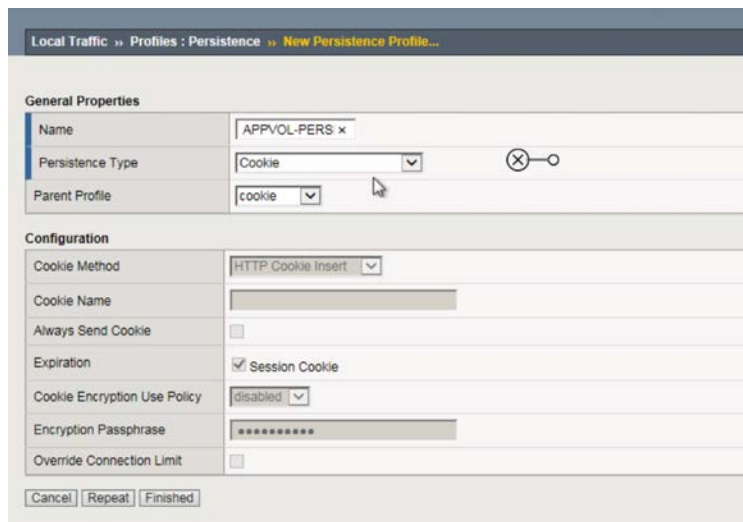 Local Traffic » Profiles : Persistence » New Persistence Profile...
General Properties
Name APPVOL-PERS ×
Persistence Type Cookie
Parent Profile cookie
Configuration
Cookie Method HTTP Cookie Insert
Cookie Name
Always Send Cookie
Expiration Session Cookie
Cookie Encryption Use Policy disabled
Encryption Passphrase ●●●●●●●●●●
Override Connection Limit
Cancel Repeat Finished